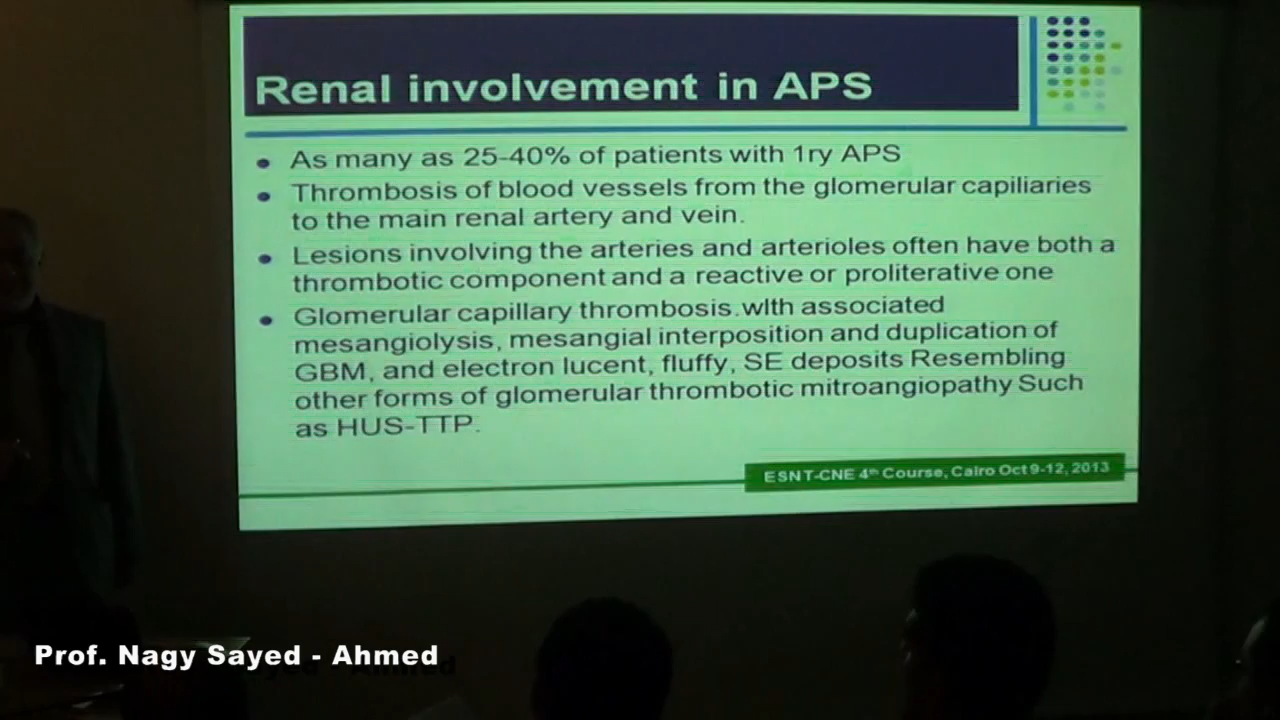 Renal involvement in APS
As many as 25-40% of patients with 1ry APS
Thrombosis of blood vessels from the glomerular capiliaries
to the main renal artery and vein.
Lesions involving the arteries and arterioles often have both a
thrombotic component and a reactive or proliterative one
Glomerular capillary thrombosis.wIth associated
mesangiolysis, mesangial interposition and duplication of
GBM, and electron lucent, fluffy, SE deposits Resembling
other forms of glomerular thrombotic mitroangiopathy Such
as HUS-TTP.
ESNT-CNE 4th Course, Cairo Oct 9-12, 2013
Prof. Nagy Sayed - Ahmed